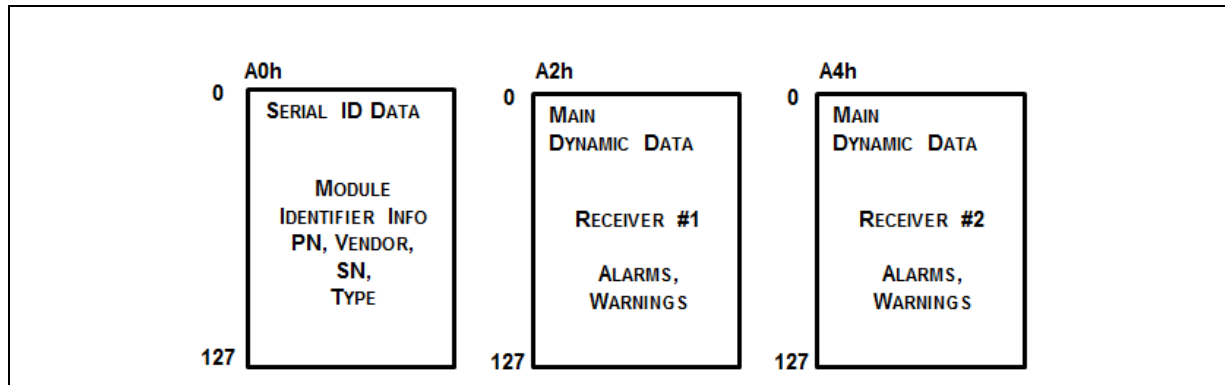 A0h
0
SERIAL ID DATA
MODULE
IDENTIFIER INFO
PN, VENDOR,
SN,
TYPE
127
A2h
0
MAIN
DYNAMIC DATA
RECEIVER #1
ALARMS,
WARNINGS
127
A4h
0
MAIN
DYNAMIC DATA
RECEIVER #2
ALARMS,
WARNINGS
127